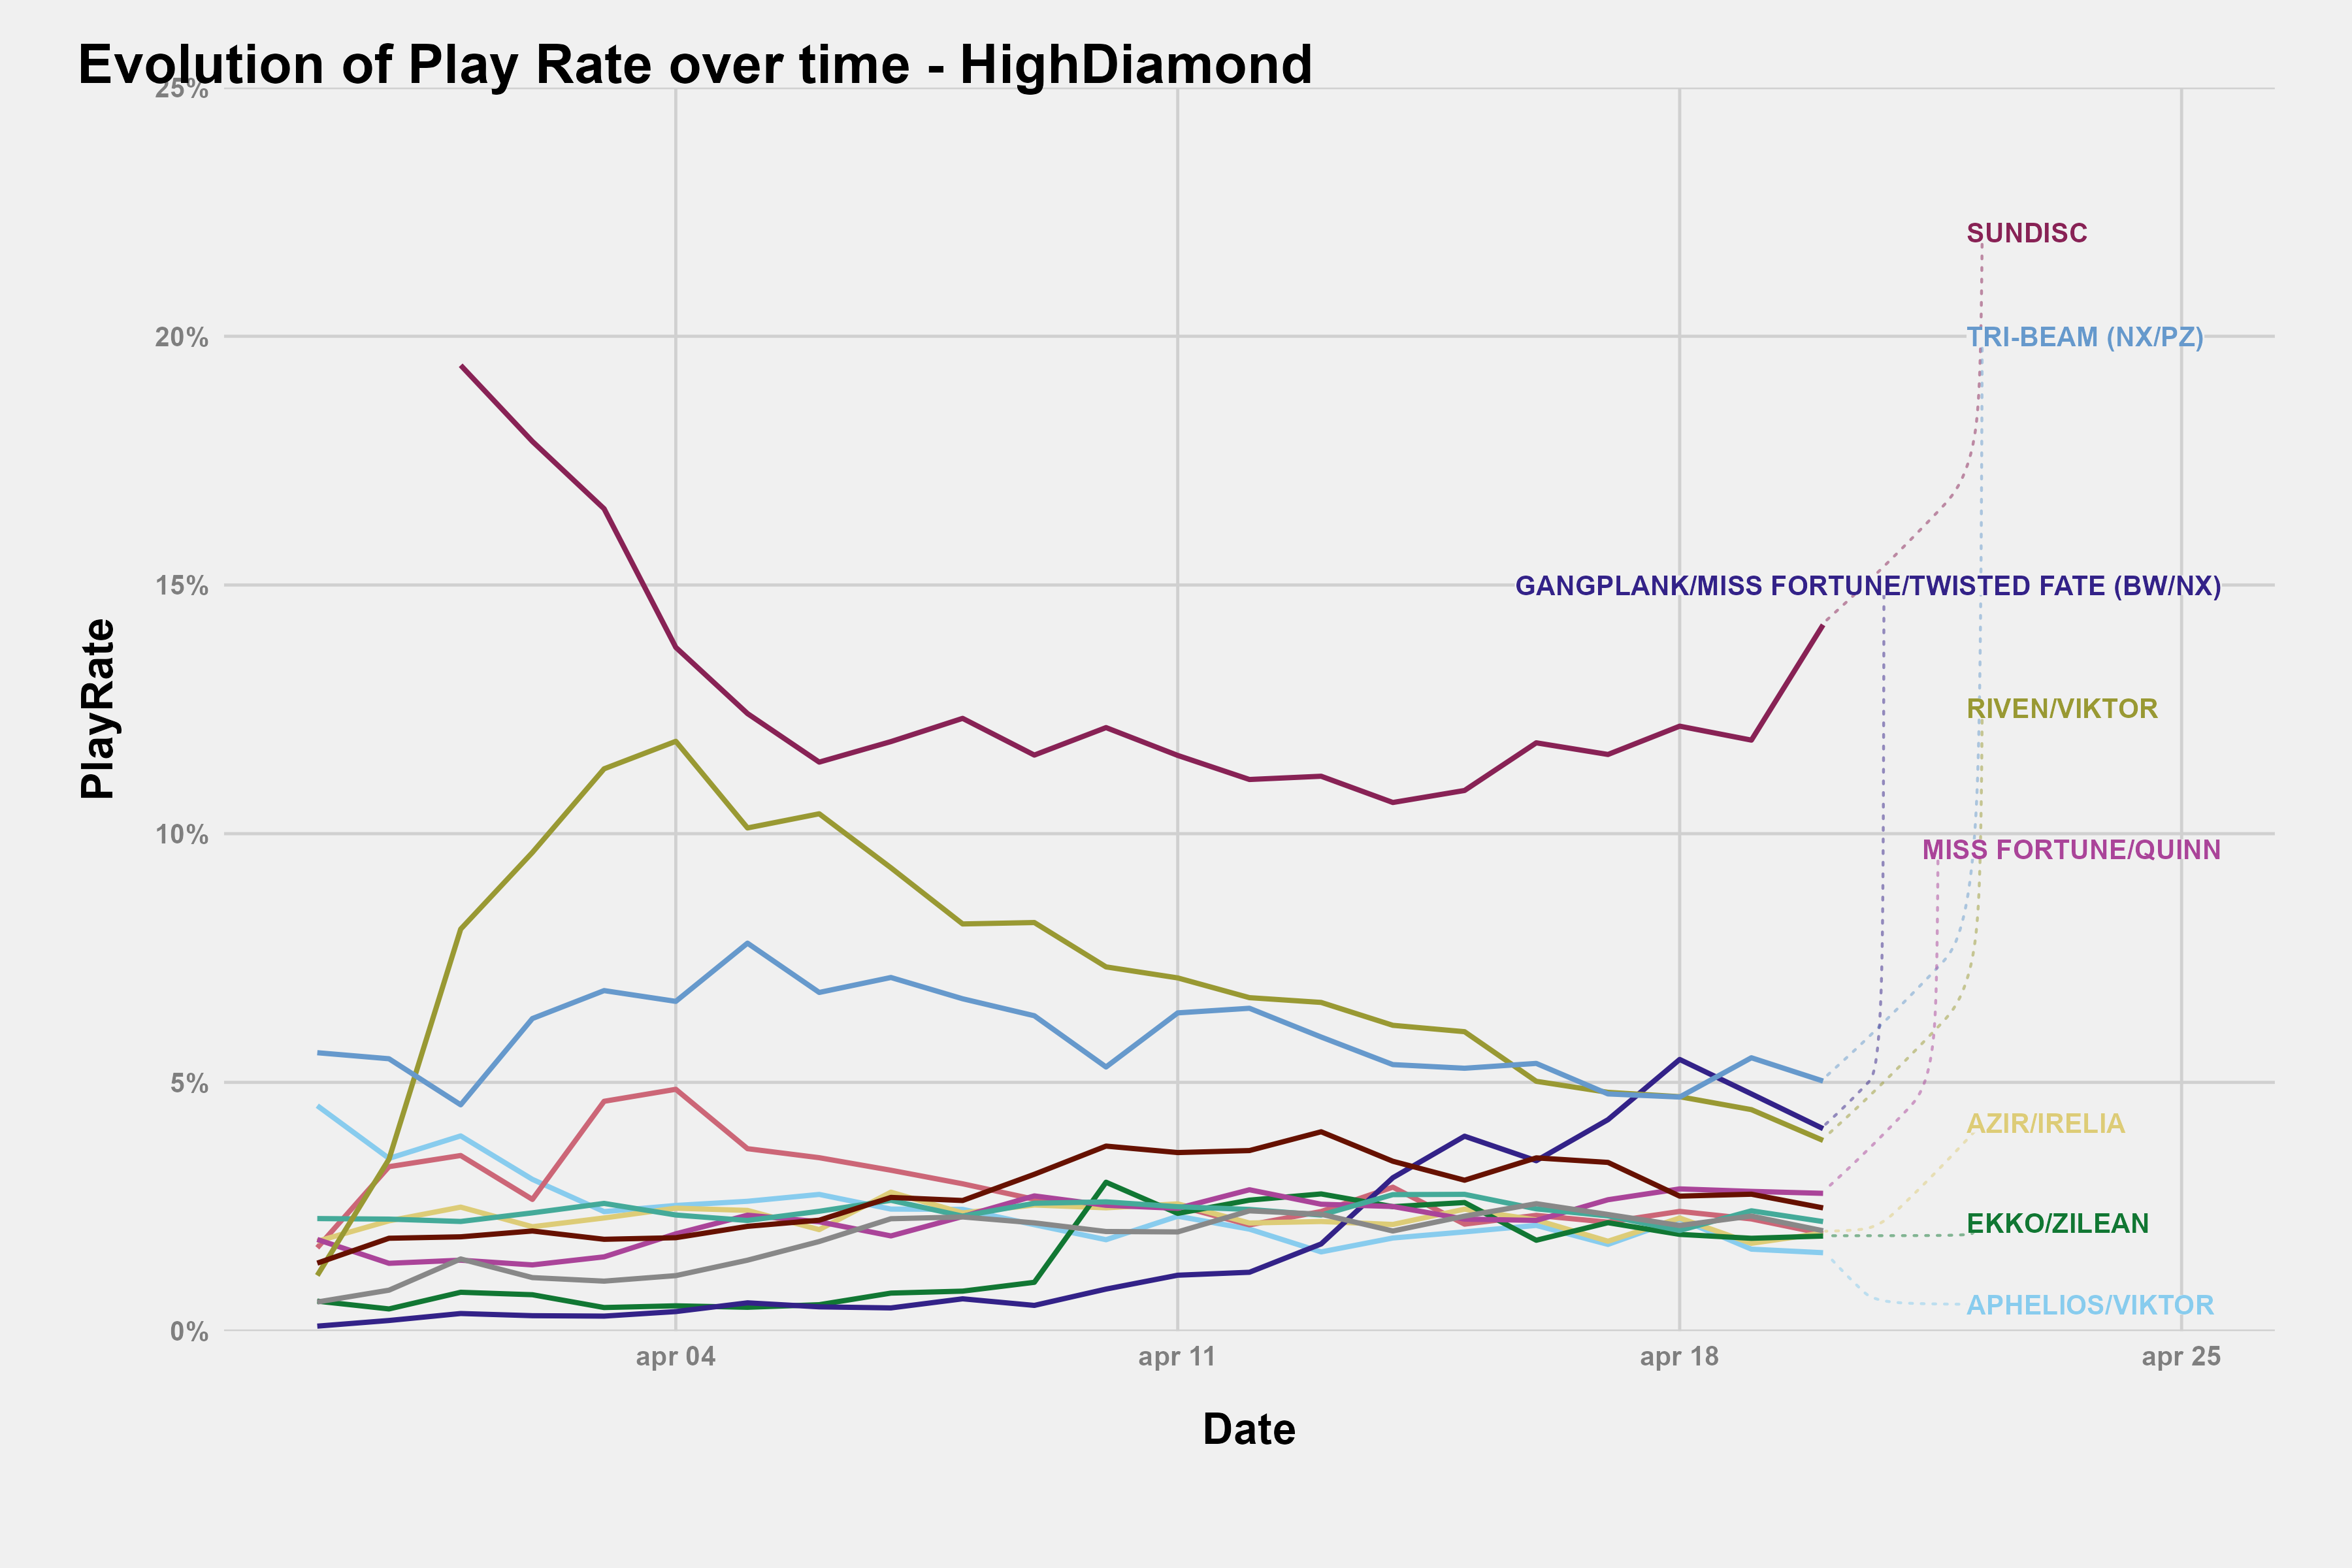 Evolution of Play Rate over time - HighDiamond
25%
20%
15%
10%
5%
0%
PlayRate
SUNDISC
TRI-BEAM (NX/PZ)
GANGPLANK/MISS FORTUNE/TWISTED FATE (BW/NX)
RIVEN/VIKTOR
MISS FORTUNE/QUINN
AZIR/IRELIA
EKKO/ZILEAN
APHELIOS/VIKTOR
apr 04
apr 11
apr 18
apr 25
Date